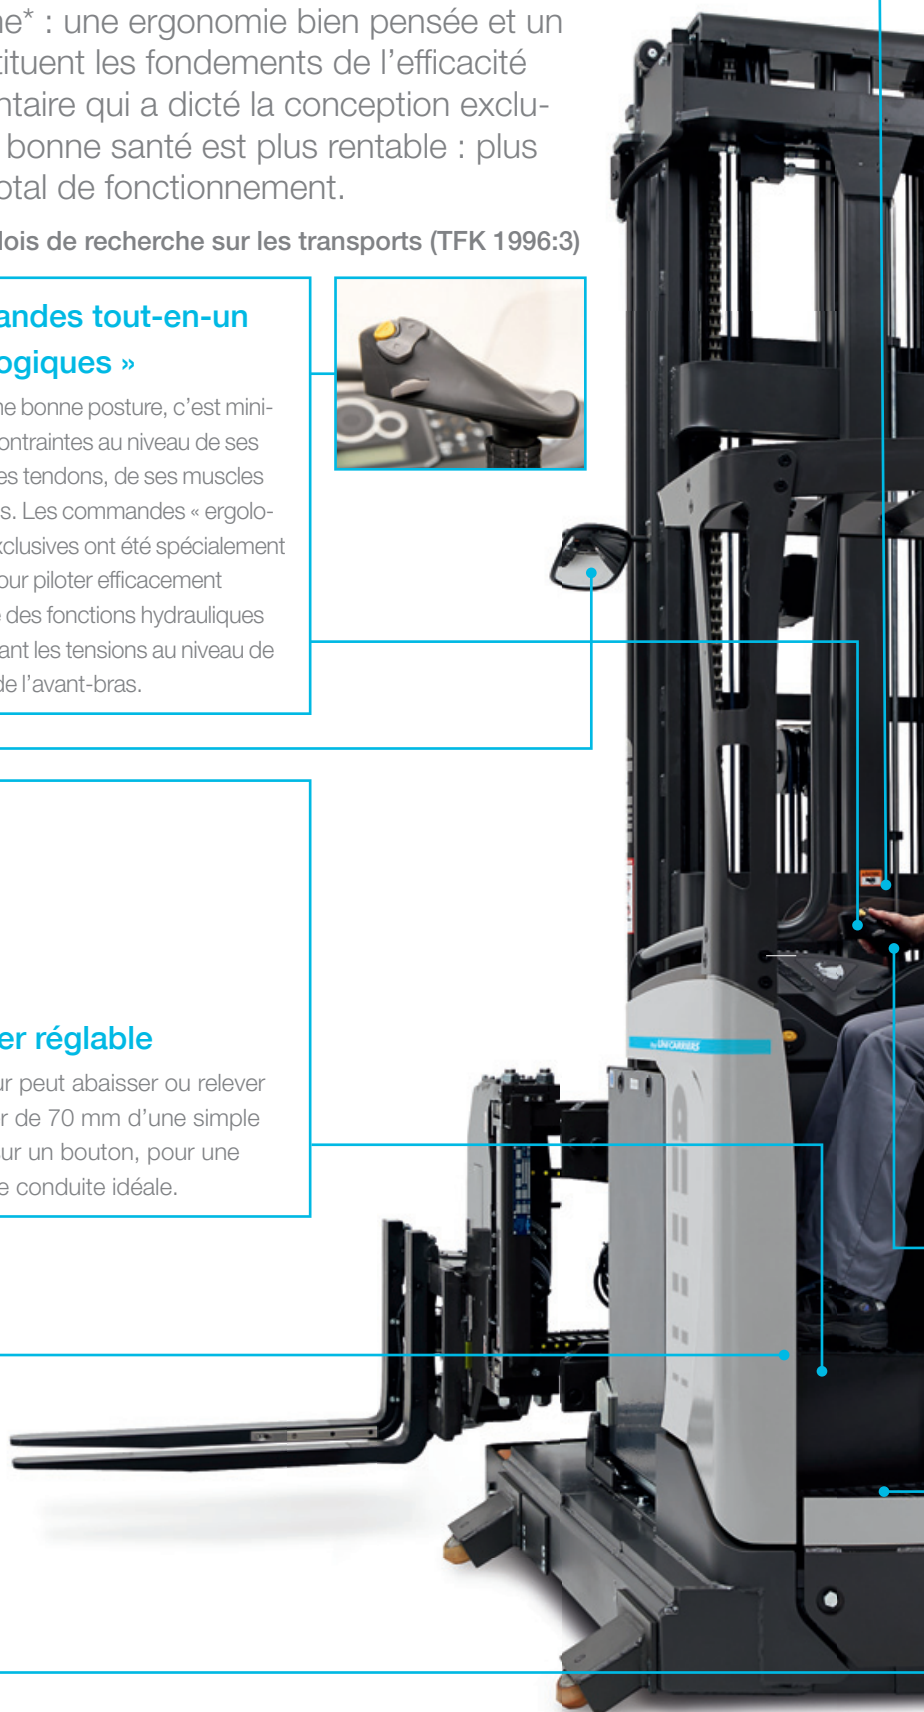 ne* : une ergonomie bien pensée et un
tituent les fondements de l’efficacité
ntaire qui a dicté la conception exclu-
bonne santé est plus rentable : plus
otal de fonctionnement.
lois de recherche sur les transports (TFK 1996:3)
andes tout-en-un
ogiques »
ne bonne posture, c’est mini-
ontraintes au niveau de ses
es tendons, de ses muscles
s. Les commandes « ergolo-
xclusives ont été spécialement
our piloter efficacement
e des fonctions hydrauliques
ant les tensions au niveau de
de l’avant-bras.
er réglable
ur peut abaisser ou relever
r de 70 mm d’une simple
sur un bouton, pour une
e conduite idéale.
by UNICARRIERS